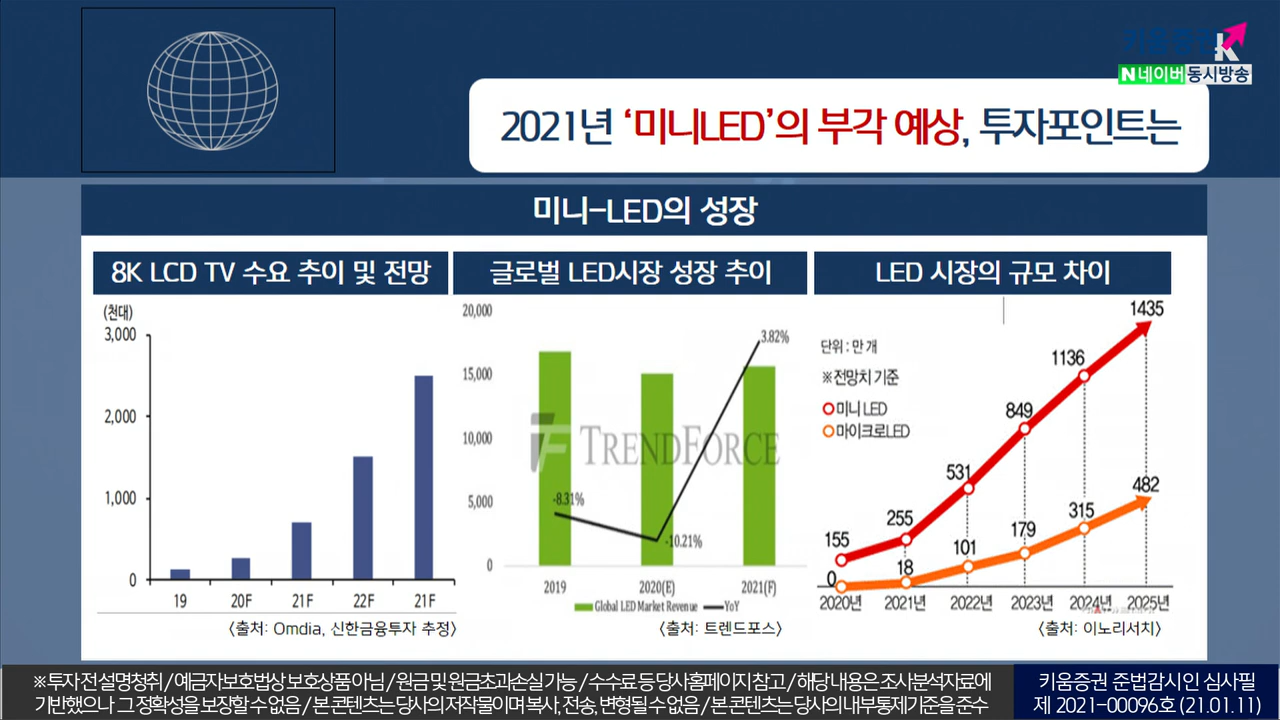 키움증권
K
N 네이버 동시방송
2021년 ‘미니LED’의 부각 예상, 투자포인트는
미니-LED의 성장
8K LCD TV 수요 추이 및 전망
(천대)
3,000
2,000
1,000
0
19 20F 21F 22F 21F
<출처: Omdia, 신한금융투자 추정>
글로벌 LED시장 성장 추이
20,000
15,000
10,000
5,000
0
3.82%
-8.31%
-10.21%
TRENDFORCE
2019 2020(E) 2021(F)
Global LED Market Revenue YoY
<출처: 트렌드포스>
LED 시장의 규모 차이
단위 : 만 개
※전망치 기준
미니 LED
마이크로LED
155 255 531 849 1136 1435
0 18 101 179 315 482
2020년 2021년 2022년 2023년 2024년 2025년
<출처: 이노리서치>
※ 투자 전 설명청취 / 예금자보호법상 보호상품 아님 / 원금 및 원금초과손실 가능 / 수수료 등 당사홈페이지 참고 / 해당 내용은 조사분석자료에
기반했으나 그 정확성을 보장할 수 없음 / 본 콘텐츠는 당사의 저작물이며 복사, 전송, 변형될 수 없음 / 본 콘텐츠는 당사의 내부통제기준을 준수
키움증권 준법감시인 심사필
제 2021-00096호 (21.01.11)